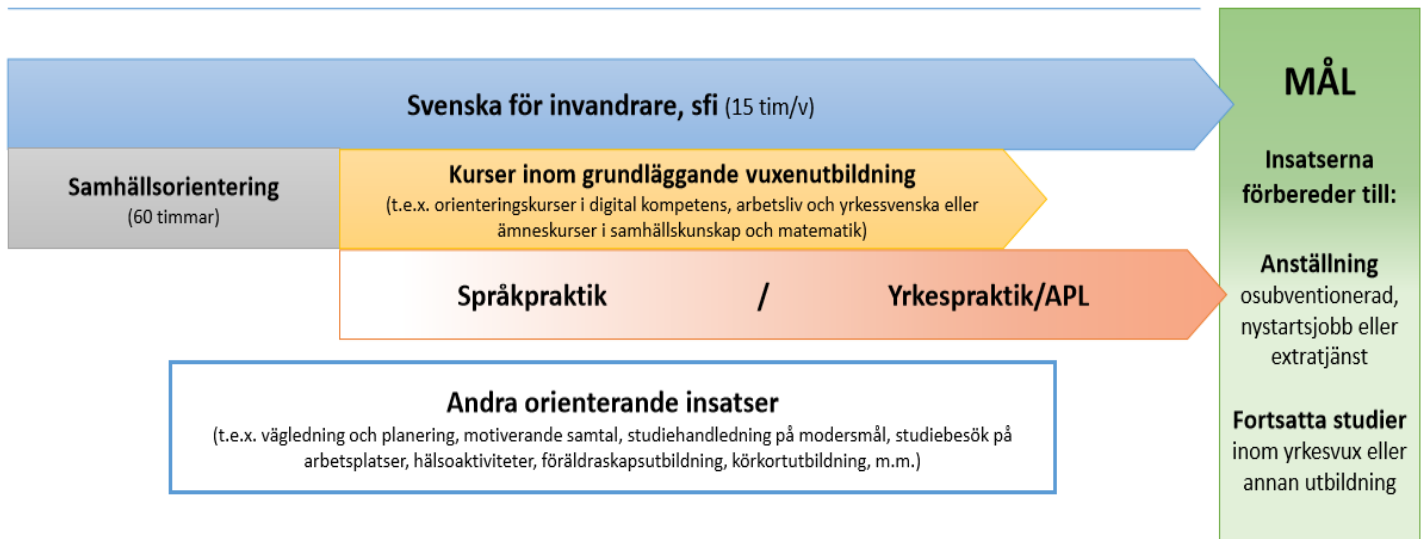 Svenska för invandrare, sfi (15 tim/v)
Samhällsorientering
(60 timmar)
Kurser inom grundläggande vuxenutbildning
(t.e.x. orienteringskurser i digital kompetens, arbetsliv och yrkessvenska eller
ämneskurser i samhällskunskap och matematik)
Språkpraktik / Yrkespraktik/APL
Andra orienterande insatser
(t.e.x. vägledning och planering, motiverande samtal, studiehandledning på modersmål, studiebesök på
arbetsplatser, hälsoaktiviteter, föräldraskapsutbildning, körkortutbildning, m.m.)
MÅL
Insatserna
förbereder till:
Anställning
osubventionerad,
nystartsjobb eller
extratjänst
Fortsatta studier
inom yrkesvux eller
annan utbildning